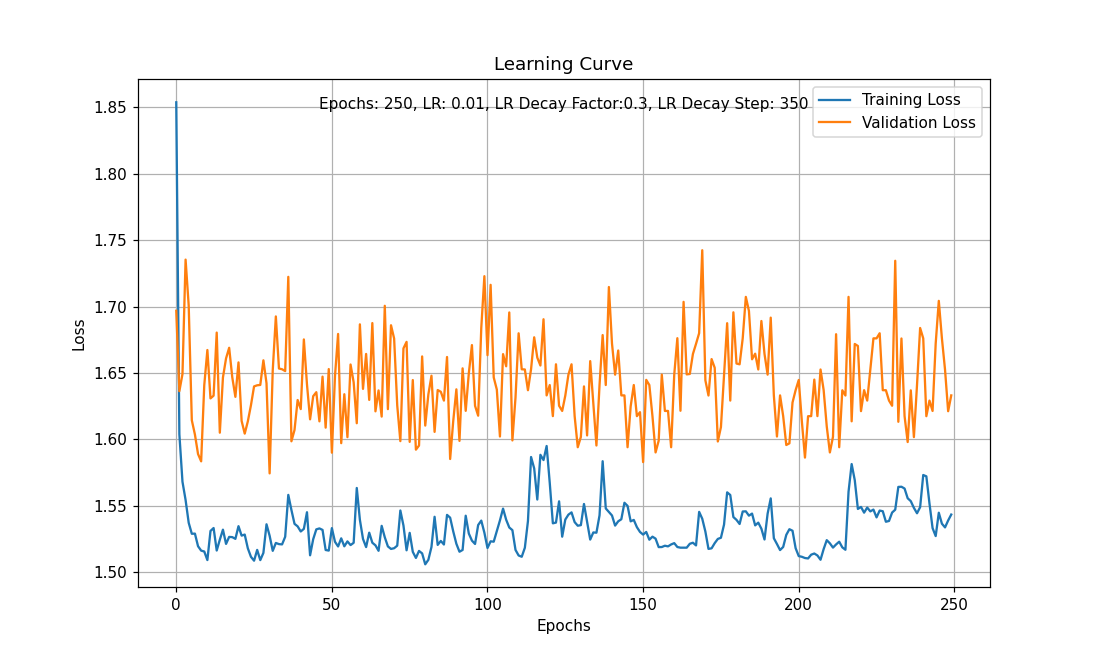 Learning Curve
Epochs: 250, LR: 0.01, LR Decay Factor:0.3, LR Decay Step: 350
Training Loss
Validation Loss
Loss
1.85
1.80
1.75
1.70
1.65
1.60
1.55
1.50
0
50
100
150
200
250
Epochs